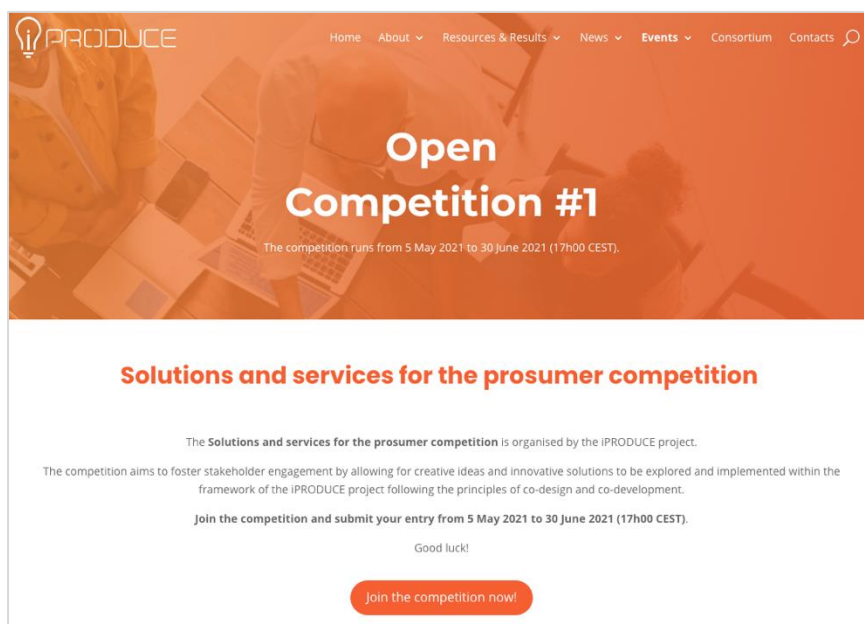 iPRODUCE
Home About Resources & Results News Events Consortium Contacts
Open
Competition #1
The competition runs from 5 May 2021 to 30 June 2021 (17h00 CEST).
Solutions and services for the prosumer competition
The Solutions and services for the prosumer competition is organised by the iPRODUCE project.
The competition aims to foster stakeholder engagement by allowing for creative ideas and innovative solutions to be explored and implemented within the
framework of the iPRODUCE project following the principles of co-design and co-development.
Join the competition and submit your entry from 5 May 2021 to 30 June 2021 (17h00 CEST).
Good luck!
Join the competition now!